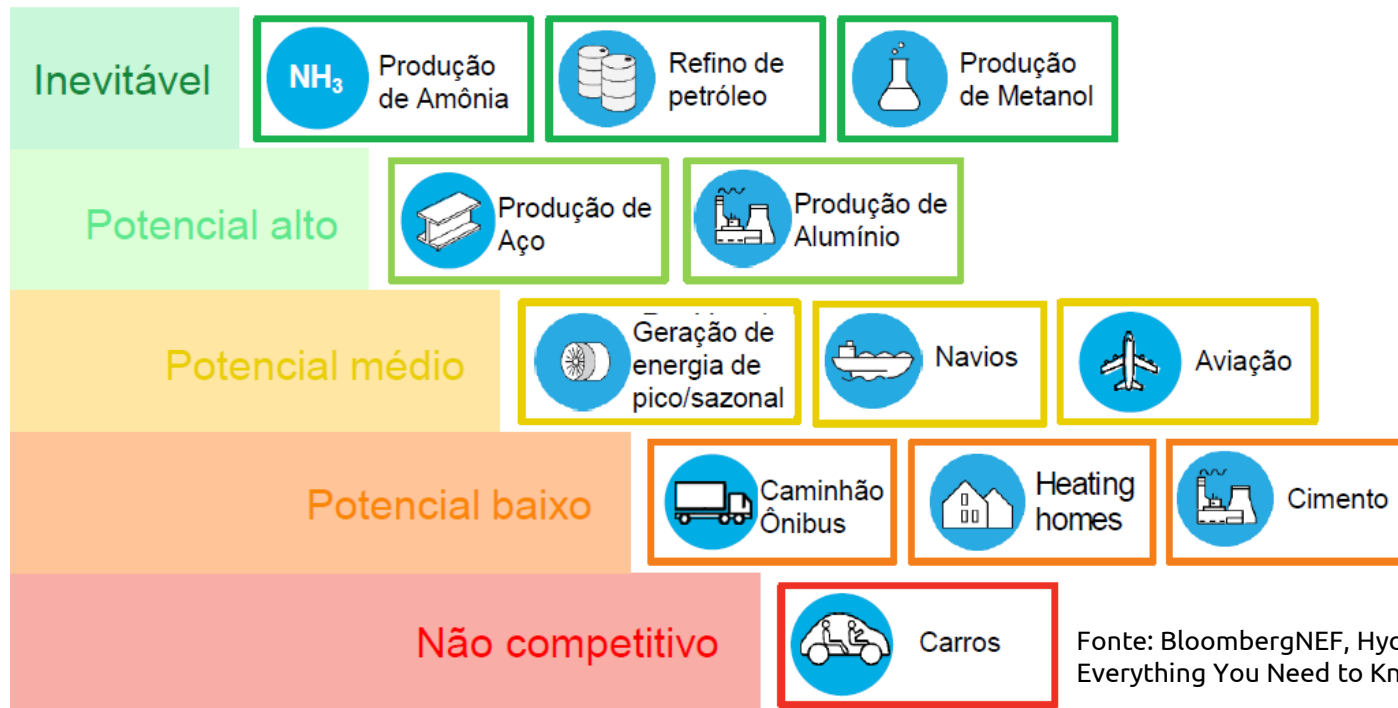 Inevitável
NH₃
Produção
de Amônia
Refino de
petróleo
Produção
de Metanol
Potencial alto
Produção de
Aço
Produção de
Alumínio
Potencial médio
Geração de
energia de
pico/sazonal
Navios
Aviação
Potencial baixo
Caminhão
Ônibus
Heating
homes
Cimento
Não competitivo
Carros
Fonte: BloombergNEF,
Everything You Need to